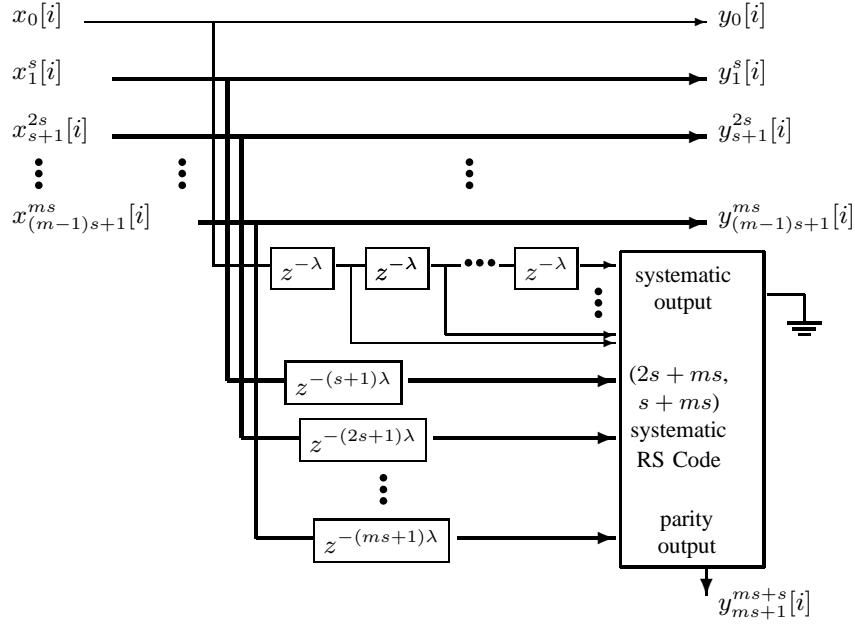 x_0[i] y_0[i]
x_1^s[i] y_1^s[i]
x_{s+1}^{2s}[i] y_{s+1}^{2s}[i]
x_{(m-1)s+1}^{ms}[i] y_{(m-1)s+1}^{ms}[i]
z^{-λ} z^{-λ} z^{-λ}
systematic
output
z^{-(s+1)λ}
(2s + ms,
s + ms)
z^{-(2s+1)λ}
systematic
RS Code
z^{-(ms+1)λ}
parity
output
y_{ms+1}^{ms+s}[i]